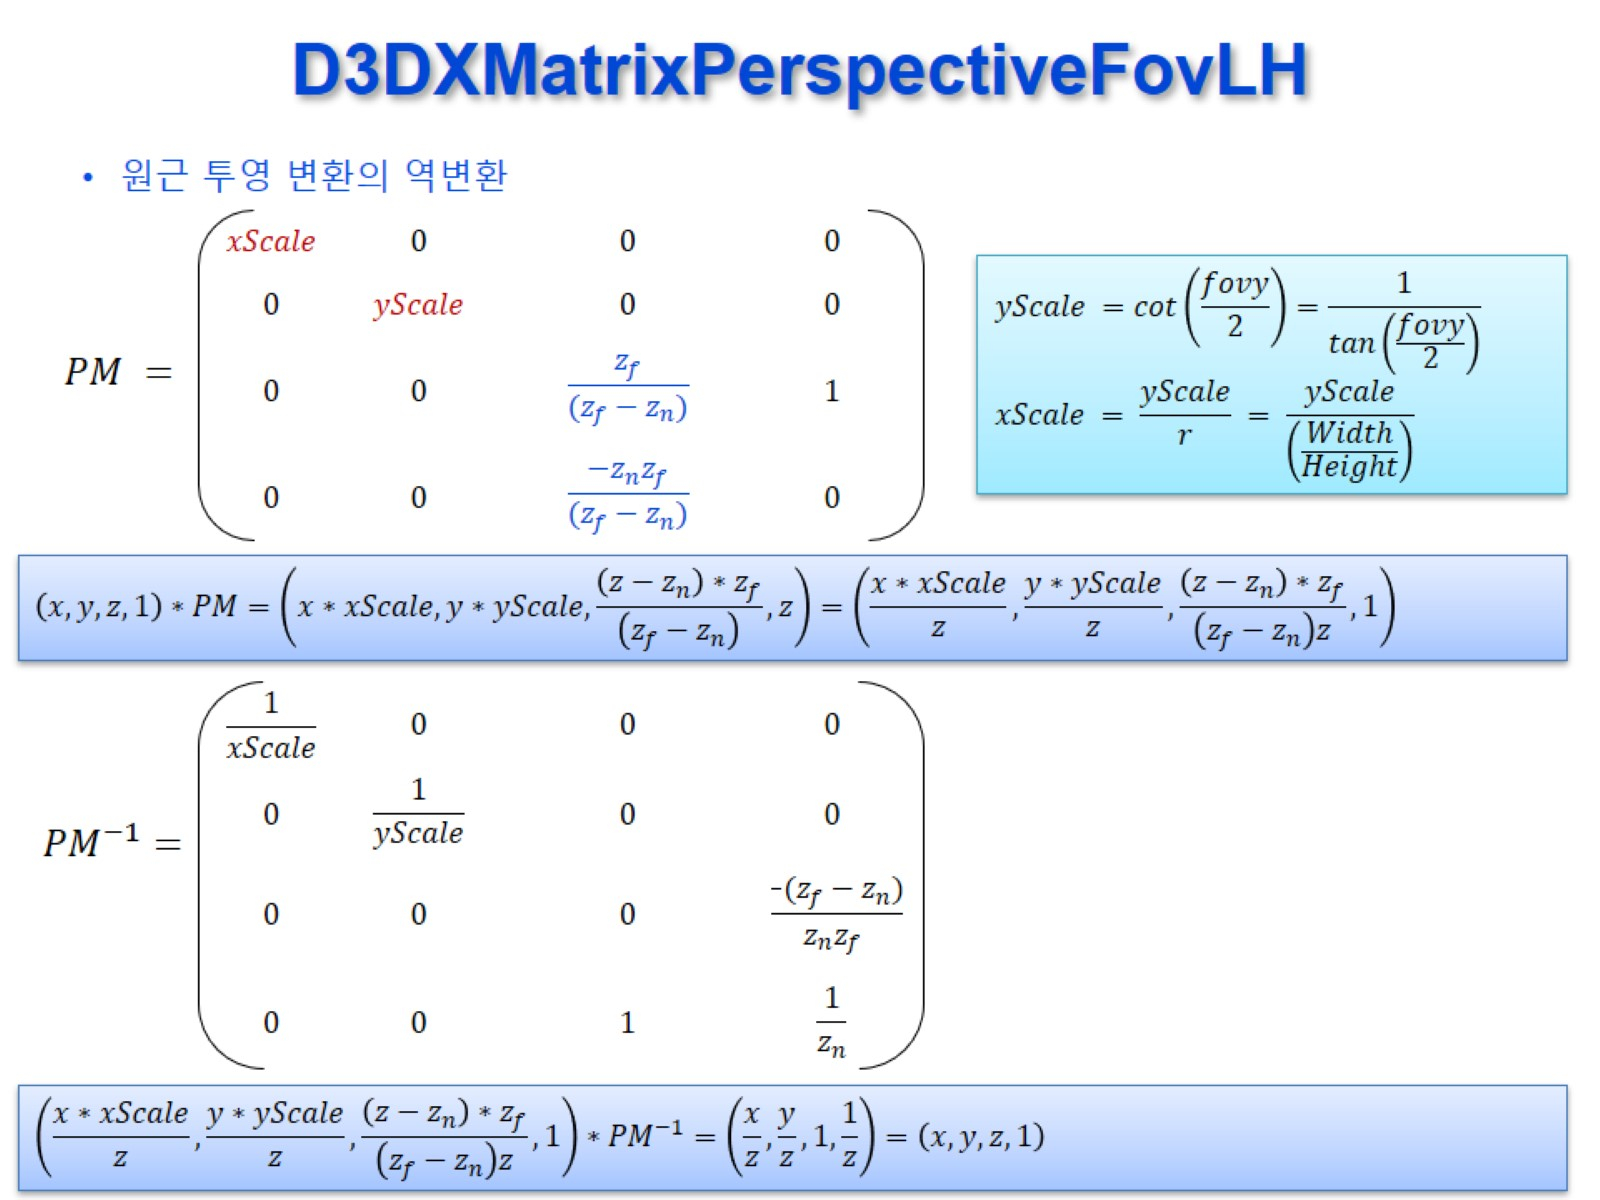 D3DXMatrixPerspectiveFovLH
• 원근 투영 변환의 역변환
PM =
xScale 0 0 0
0 yScale 0 0
0 0 z_f/(z_f − z_n) 1
0 0 −z_n z_f/(z_f − z_n) 0
yScale = cot(fovy/2) = 1/tan(fovy/2)
xScale = yScale/r = yScale/(Width/Height)
(x, y, z, 1) * PM = (x * xScale, y * yScale, (z − z_n) * z_f/(z_f − z_n), z) = (x * xScale/z, y * yScale/z, (z − z_n) * z_f/(z_f − z_n)z, 1)
PM⁻¹ =
1/xScale 0 0 0
0 1/yScale 0 0
0 0 0 -(z_f − z_n)/z_n z_f
0 0 1 1/z_n
(x * xScale/z, y * yScale/z, (z − z_n) * z_f/(z_f − z_n)z, 1) * PM⁻¹ = (x/z, y/z, 1, 1/z) = (x, y, z, 1)